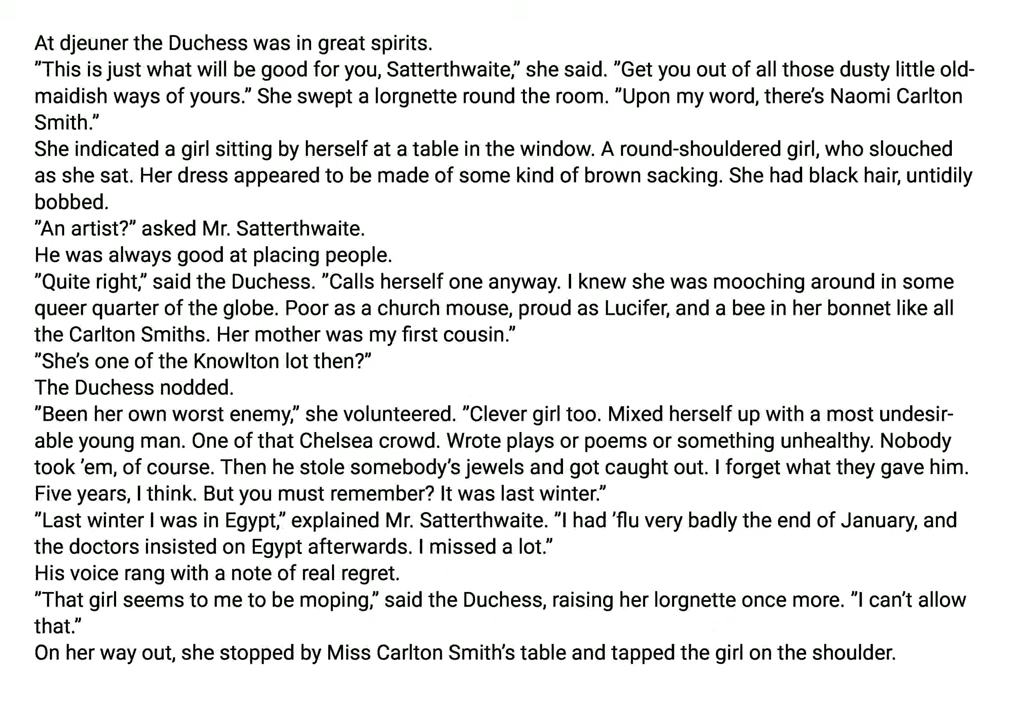 At djeuner the Duchess was in great spirits.
”This is just what will be good for you, Satterthwaite,” she said. ”Get you out of all those dusty little old-
maidish ways of yours.” She swept a lorgnette round the room. ”Upon my word, there’s Naomi Carlton
Smith.”
She indicated a girl sitting by herself at a table in the window. A round-shouldered girl, who slouched
as she sat. Her dress appeared to be made of some kind of brown sacking. She had black hair, untidily
bobbed.
”An artist?” asked Mr. Satterthwaite.
He was always good at placing people.
”Quite right,” said the Duchess. ”Calls herself one anyway. I knew she was mooching around in some
queer quarter of the globe. Poor as a church mouse, proud as Lucifer, and a bee in her bonnet like all
the Carlton Smiths. Her mother was my first cousin.”
”She’s one of the Knowlton lot then?”
The Duchess nodded.
”Been her own worst enemy,” she volunteered. ”Clever girl too. Mixed herself up with a most undesir-
able young man. One of that Chelsea crowd. Wrote plays or poems or something unhealthy. Nobody
took ’em, of course. Then he stole somebody’s jewels and got caught out. I forget what they gave him.
Five years, I think. But you must remember? It was last winter.”
”Last winter I was in Egypt,” explained Mr. Satterthwaite. ”I had ’flu very badly the end of January, and
the doctors insisted on Egypt afterwards. I missed a lot.”
His voice rang with a note of real regret.
”That girl seems to me to be moping,” said the Duchess, raising her lorgnette once more. ”I can’t allow
that.”
On her way out, she stopped by Miss Carlton Smith’s table and tapped the girl on the shoulder.